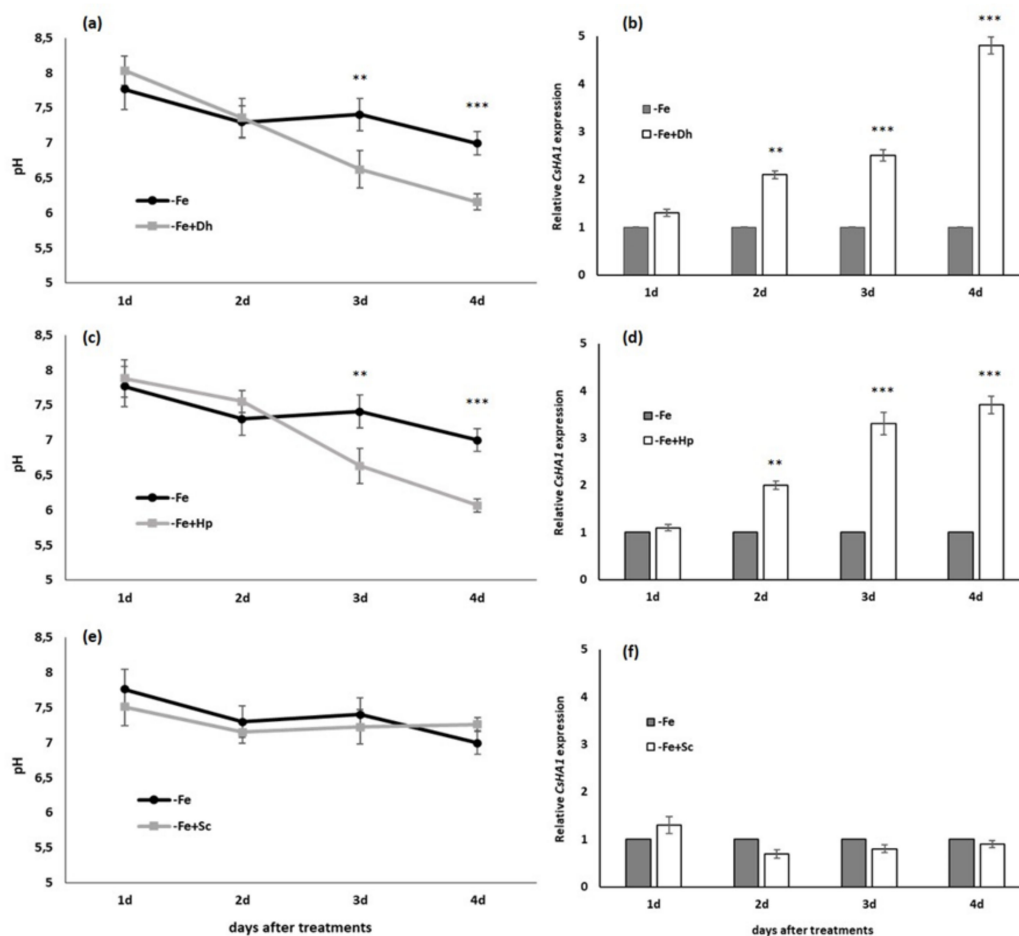 (a)
8,5
8
7,5
7
6,5
6
5,5
5
pH
**
***
-Fe
-Fe+Dh
1d 2d 3d 4d
(b)
5
4
3
2
1
0
Relative CsHA1 expression
-Fe
-Fe+Dh
**
***
***
1d 2d 3d 4d
(c)
8,5
8
7,5
7
6,5
6
5,5
5
pH
**
***
-Fe
-Fe+Hp
1d 2d 3d 4d
(d)
5
4
3
2
1
0
Relative CsHA1 expression
-Fe
-Fe+Hp
**
***
***
1d 2d 3d 4d
(e)
8,5
8
7,5
7
6,5
6
5,5
5
pH
-Fe
-Fe+Sc
1d 2d 3d 4d
days after treatments
(f)
5
4
3
2
1
0
Relative CsHA1 expression
-Fe
-Fe+Sc
1d 2d 3d 4d
days after treatments